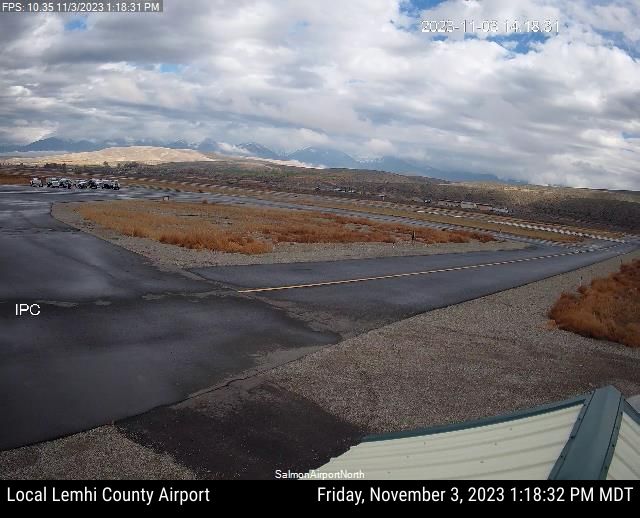 FPS: 10.35 11/3/2023 1:18:31 PM
2023-11-03 14:18:31
IPC
SalmonAirportNorth
Local Lemhi County Airport
Friday, November 3, 2023 1:18:32 PM MDT